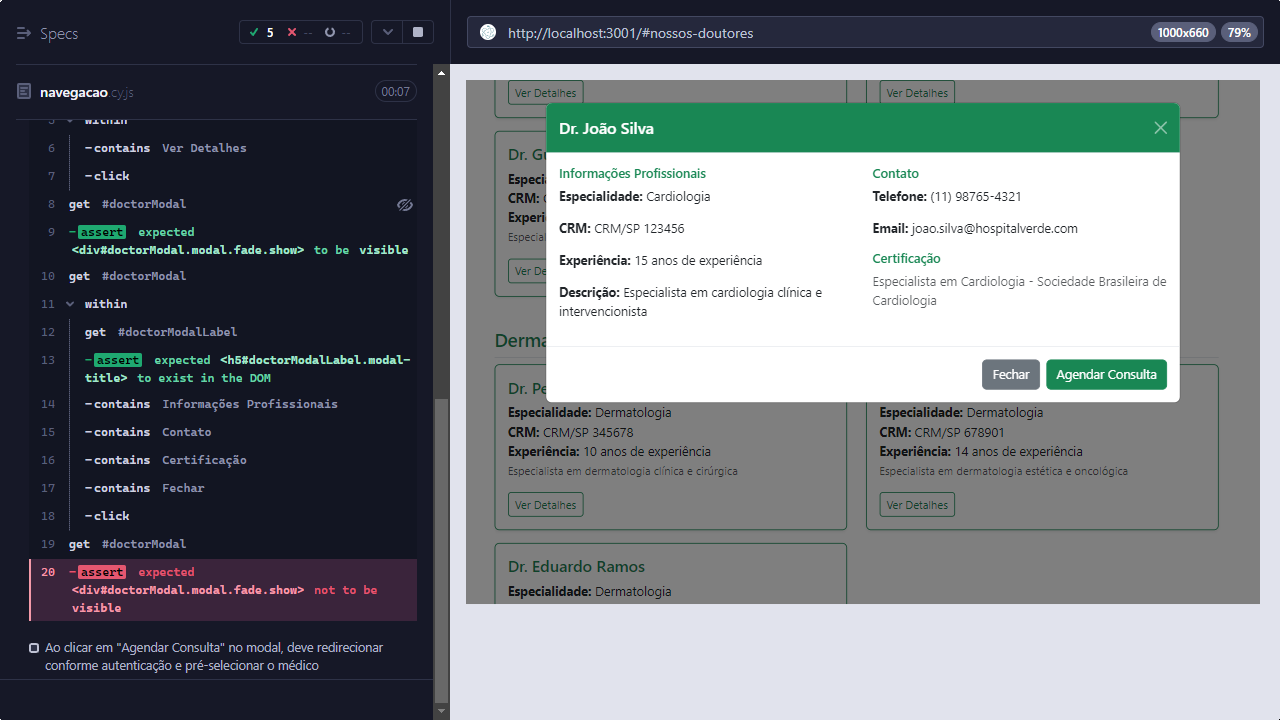 Specs
5
--
--
navegacao.cy.js
00:07
5 within
6 -contains Ver Detalhes
7 -click
8 get #doctorModal
9 -assert expected
<div#doctorModal.modal.fade.show> to be visible
10 get #doctorModal
11 within
12 get #doctorModalLabel
13 -assert expected <h5#doctorModalLabel.modal-
title> to exist in the DOM
14 -contains Informações Profissionais
15 -contains Contato
16 -contains Certificação
17 -contains Fechar
18 -click
19 get #doctorModal
20 -assert expected
<div#doctorModal.modal.fade.show> not to be
visible
Ao clicar em "Agendar Consulta" no modal, deve redirecionar
conforme autenticação e pré-selecionar o médico
http://localhost:3001/#nossos-doutores
1000x660
79%
Ver Detalhes
Ver Detalhes
Dr. Gu
Especia
CRM: C
Experiê
Especial
Ver De
Dr. João Silva
Informações Profissionais
Especialidade: Cardiologia
CRM: CRM/SP 123456
Experiência: 15 anos de experiência
Descrição: Especialista em cardiologia clínica e
intervencionista
Contato
Telefone: (11) 98765-4321
Email: joao.silva@hospitalverde.com
Certificação
Especialista em Cardiologia - Sociedade Brasileira de
Cardiologia
Fechar
Agendar Consulta
Derma
Dr. Pe
Especialidade: Dermatologia
CRM: CRM/SP 345678
Experiência: 10 anos de experiência
Especialista em dermatologia clínica e cirúrgica
Ver Detalhes
Especialidade: Dermatologia
CRM: CRM/SP 678901
Experiência: 14 anos de experiência
Especialista em dermatologia estética e oncológica
Ver Detalhes
Dr. Eduardo Ramos
Especialidade: Dermatologia